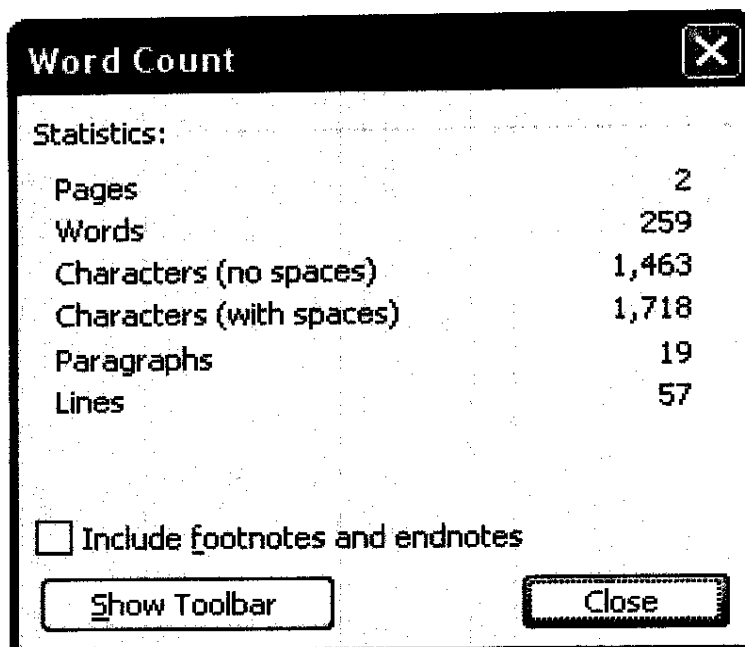 Word Count
Statistics:
Pages 2
Words 259
Characters (no spaces) 1,463
Characters (with spaces) 1,718
Paragraphs 19
Lines 57
Include footnotes and endnotes
Show Toolbar Close